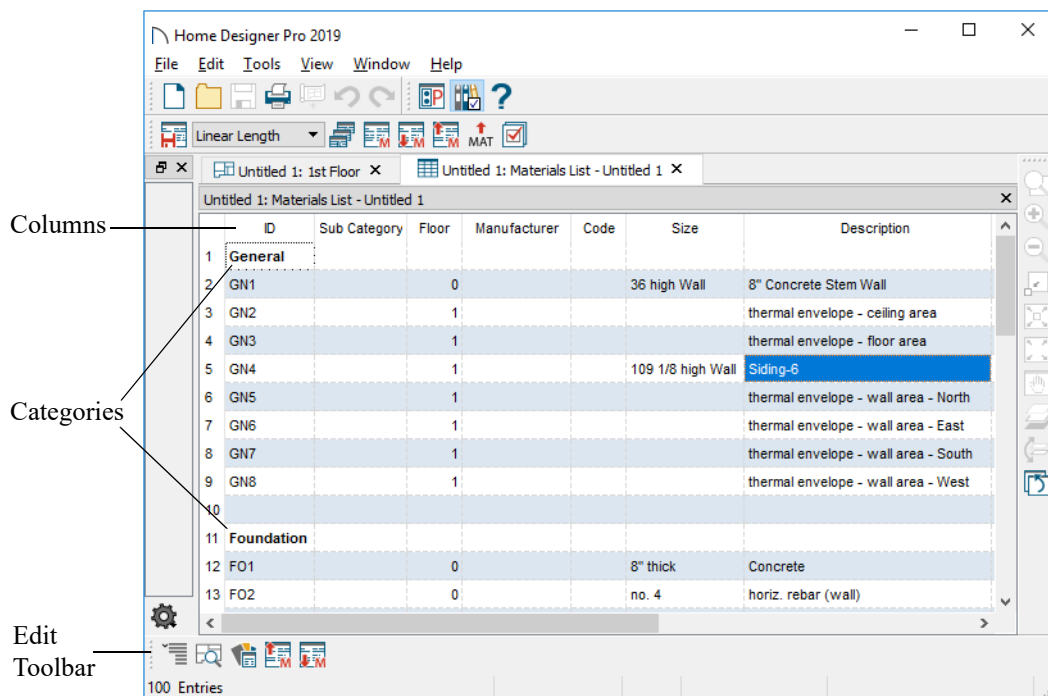 Home Designer Pro 2019
File Edit Tools View Window Help
P
?
Linear Length
M M M MAT
Untitled 1: 1st Floor
Untitled 1: Materials List - Untitled 1
Untitled 1: Materials List - Untitled 1
Columns
ID Sub Category Floor Manufacturer Code Size Description
1 General
2 GN1 0 36 high Wall 8" Concrete Stem Wall
3 GN2 1 thermal envelope - ceiling area
4 GN3 1 thermal envelope - floor area
5 GN4 1 109 1/8 high Wall Siding-6
Categories
6 GN5 1 thermal envelope - wall area - North
7 GN6 1 thermal envelope - wall area - East
8 GN7 1 thermal envelope - wall area - South
9 GN8 1 thermal envelope - wall area - West
10
11 Foundation
12 FO1 0 8" thick Concrete
13 FO2 0 no. 4 horiz. rebar (wall)
Edit
Toolbar
M M
100 Entries